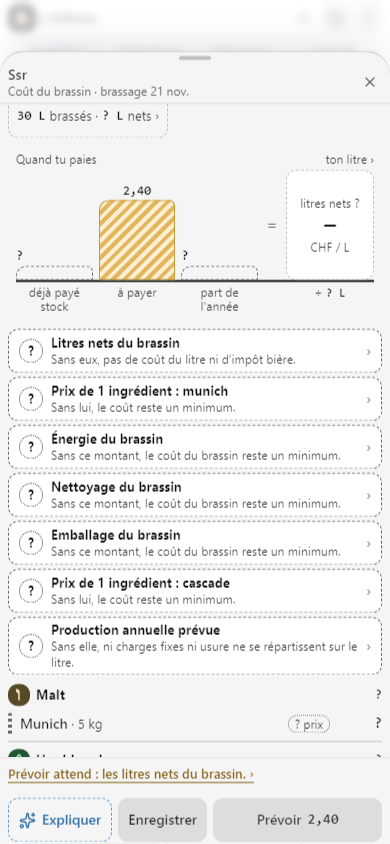 Ssr
Coût du brassin · brassage 21 nov.
30 L brassés · ? L nets ›
Quand tu paies
ton litre ›
2,40
litres nets ?
–
CHF / L
?
?
=
déjà payé
stock
à payer
part de
l'année
÷ ? L
? Litres nets du brassin ›
Sans eux, pas de coût du litre ni d'impôt bière.
? Prix de 1 ingrédient : munich ›
Sans lui, le coût reste un minimum.
? Énergie du brassin ›
Sans ce montant, le coût du brassin reste un minimum.
? Nettoyage du brassin ›
Sans ce montant, le coût du brassin reste un minimum.
? Emballage du brassin ›
Sans ce montant, le coût du brassin reste un minimum.
? Prix de 1 ingrédient : cascade ›
Sans lui, le coût reste un minimum.
? Production annuelle prévue ›
Sans elle, ni charges fixes ni usure ne se répartissent sur le
litre.
Malt ?
Munich · 5 kg ? prix ?
Prévoir attend : les litres nets du brassin. ›
Expliquer
Enregistrer
Prévoir 2,40